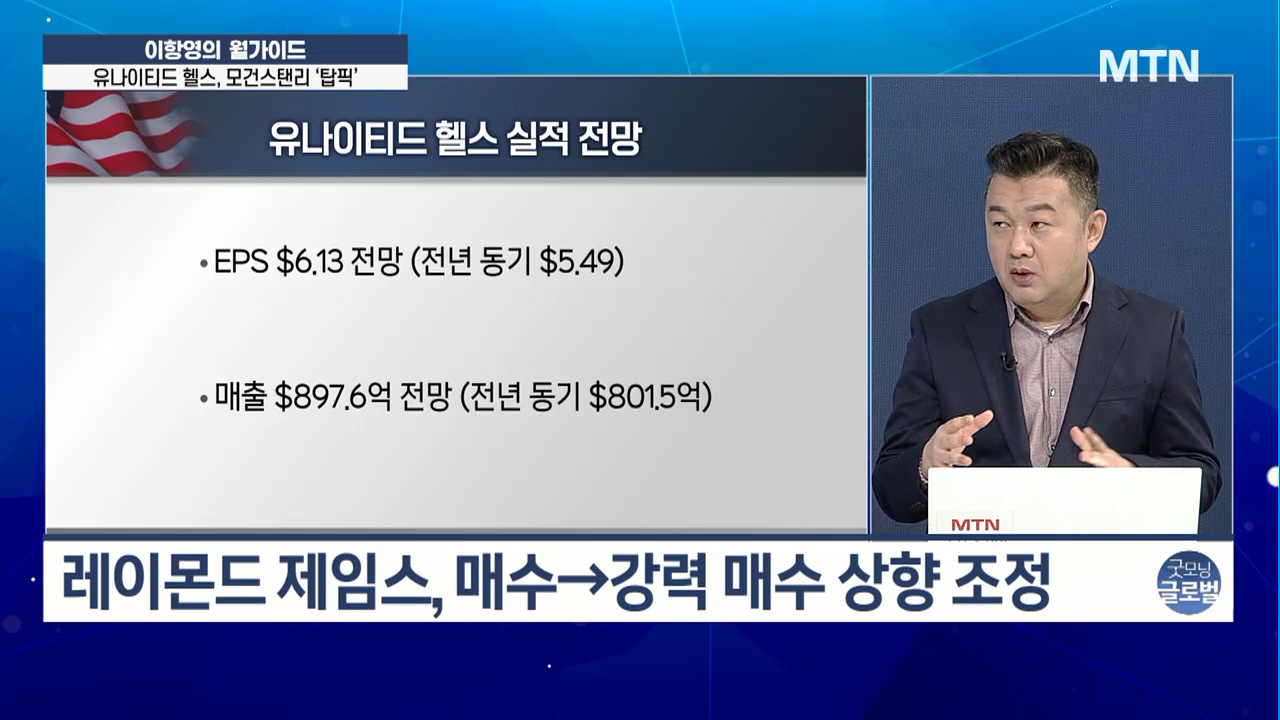 이항영의 월가이드
유나이티드 헬스, 모건스탠리 ‘탑픽’
MTN
유나이티드 헬스 실적 전망
• EPS $6.13 전망 (전년 동기 $5.49)
• 매출 $897.6억 전망 (전년 동기 $801.5억)
MTN
레이몬드 제임스, 매수→강력 매수 상향 조정
굿모닝
글로벌